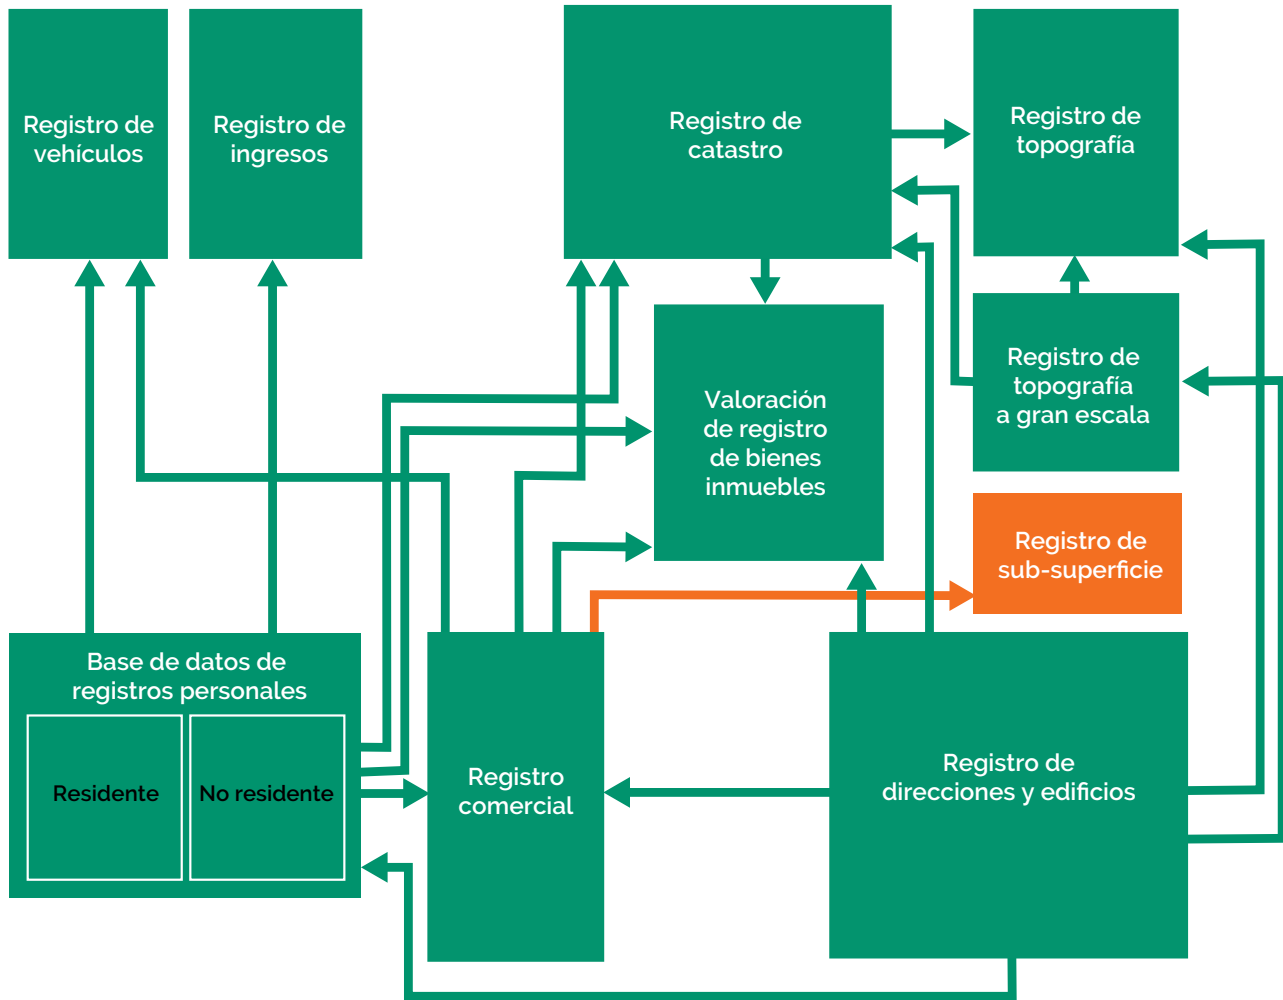 Registro de
vehículos
Registro de
ingresos
Registro de
catastro
Registro de
topografía
Registro de
topografía
a gran escala
Valoración
de registro
de bienes
inmuebles
Registro de
sub-superficie
Base de datos de
registros personales
Residente
No residente
Registro
comercial
Registro de
direcciones y edificios